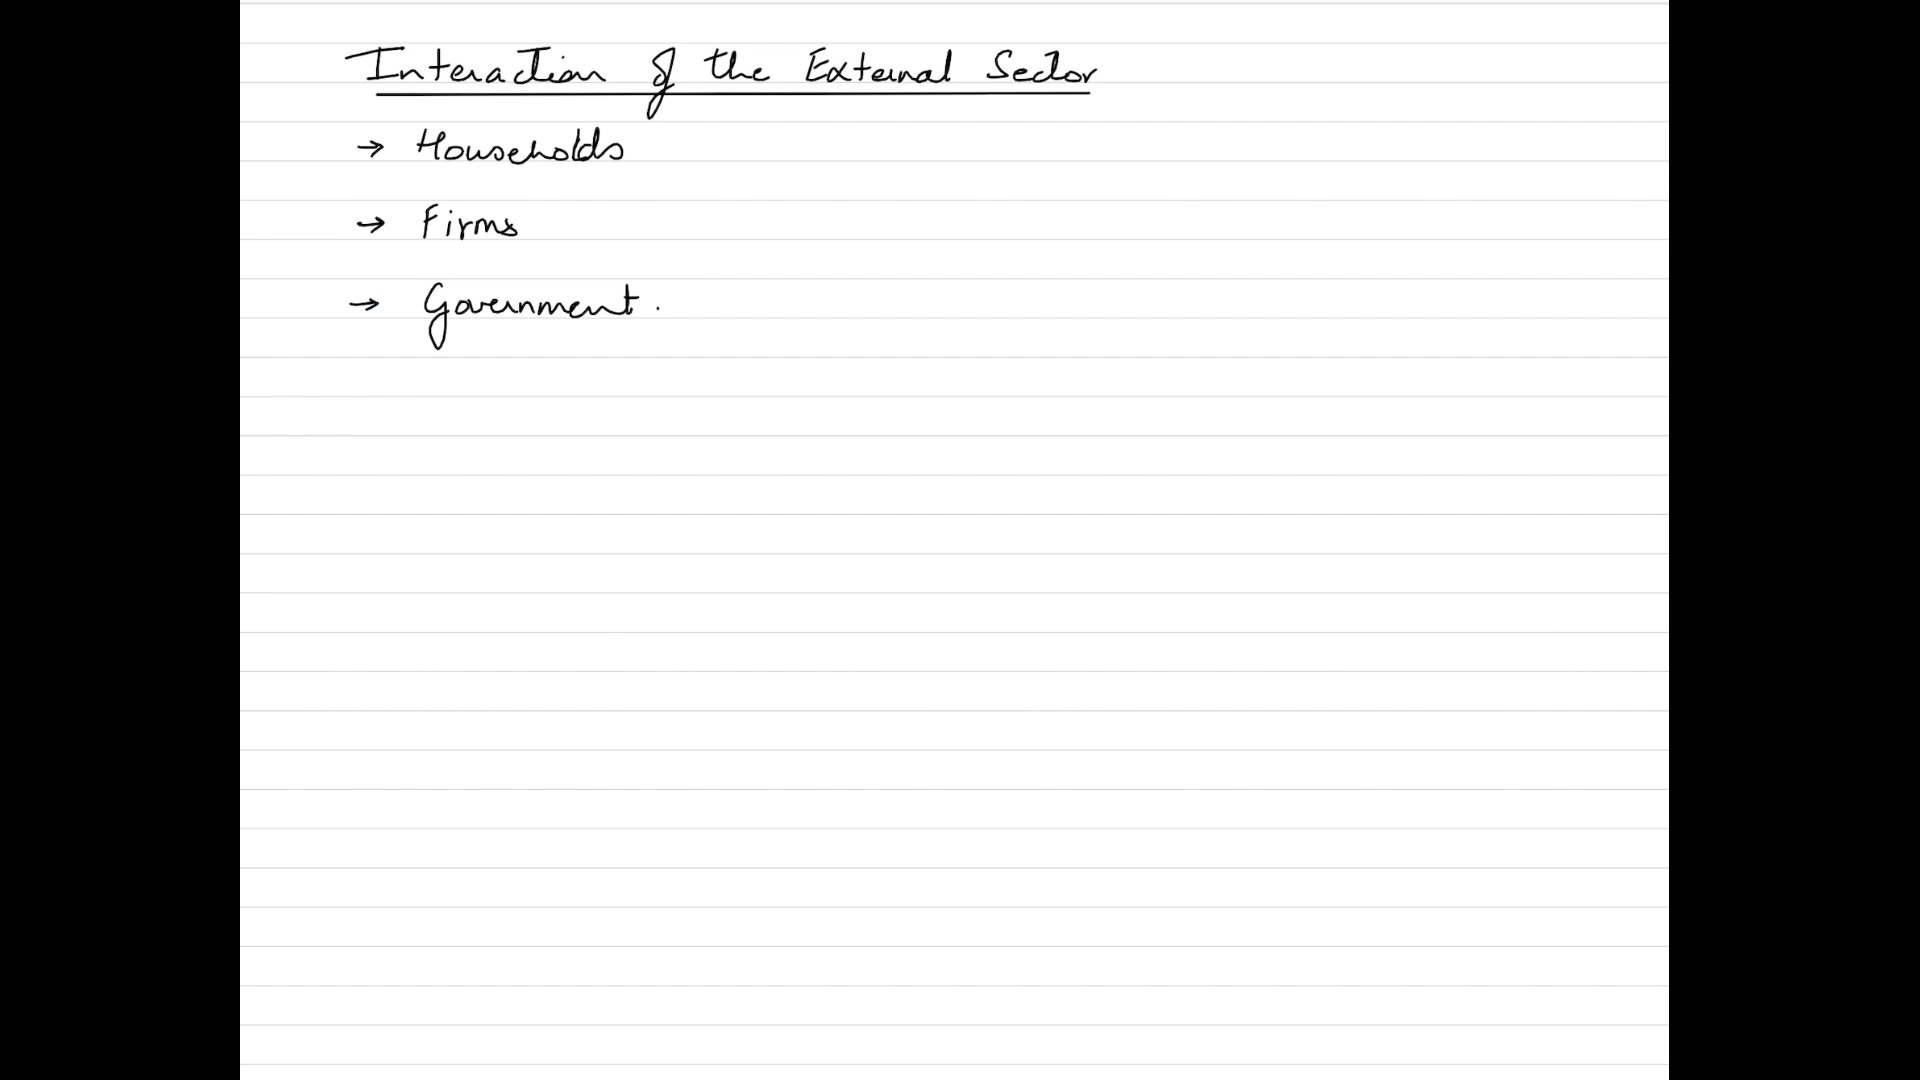 Interaction of the External Sector
→ Households
→ Firms
→ Government.